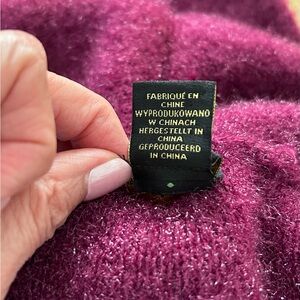 FABRIQUÉ EN
CHINE
WYPRODUKOWANO
W CHINACH
HERGESTELLT IN
CHINA
GEPRODUCEERD
IN CHINA